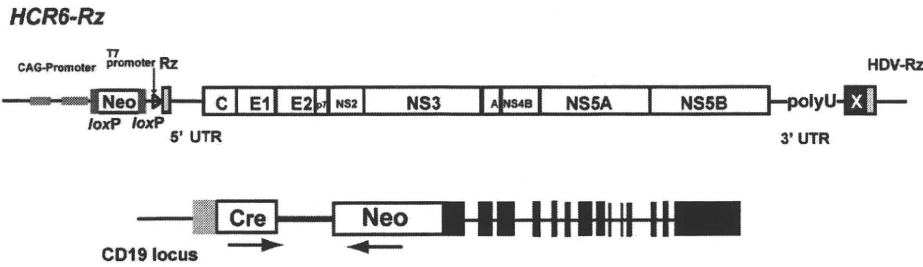 HCR6-Rz
CAG-Promoter
T7
promoter Rz
HDV-Rz
Neo
C E1 E2 p7 NS2 NS3 A NS4B NS5A NS5B
polyU X
loxP loxP
5' UTR
3' UTR
Cre Neo
CD19 locus